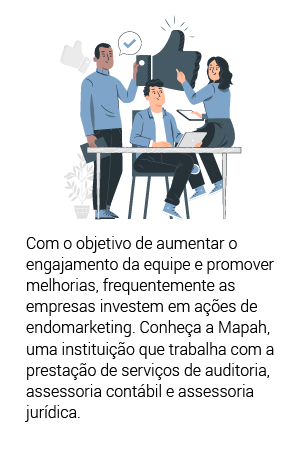 Com o objetivo de aumentar o
engajamento da equipe e promover
melhorias, frequentemente as
empresas investem em ações de
endomarketing. Conheça a Mapah,
uma instituição que trabalha com a
prestação de serviços de auditoria,
assessoria contábil e assessoria
jurídica.